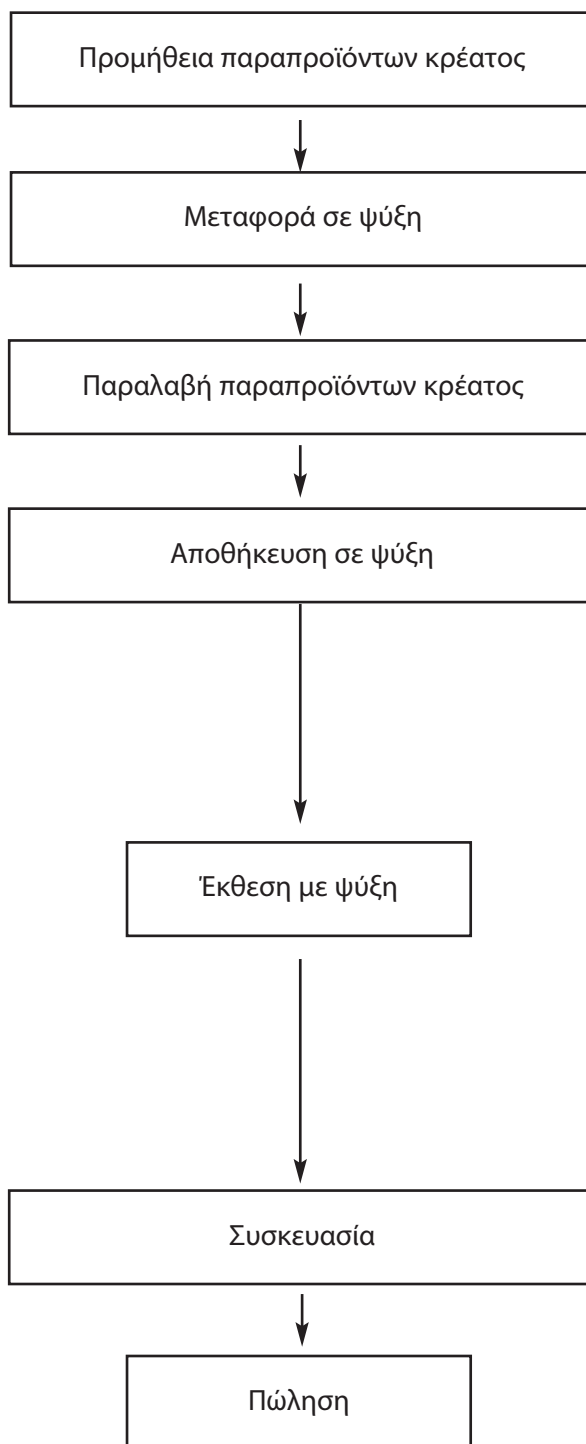 Προμήθεια παραπροϊόντων κρέατος
Μεταφορά σε ψύξη
Παραλαβή παραπροϊόντων κρέατος
Αποθήκευση σε ψύξη
Έκθεση με ψύξη
Συσκευασία
Πώληση